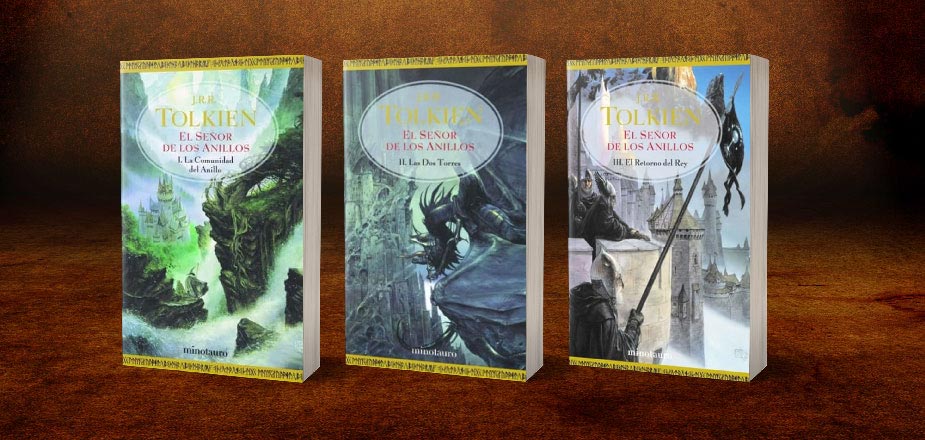 J.R.R.
TOLKIEN
EL SEÑOR
DE LOS ANILLOS
I. La Comunidad
del Anillo
minotauro
J.R.R.
TOLKIEN
EL SEÑOR
DE LOS ANILLOS
II. Las Dos Torres
minotauro
J.R.R.
TOLKIEN
EL SEÑOR
DE LOS ANILLOS
III. El Retorno del Rey
minotauro